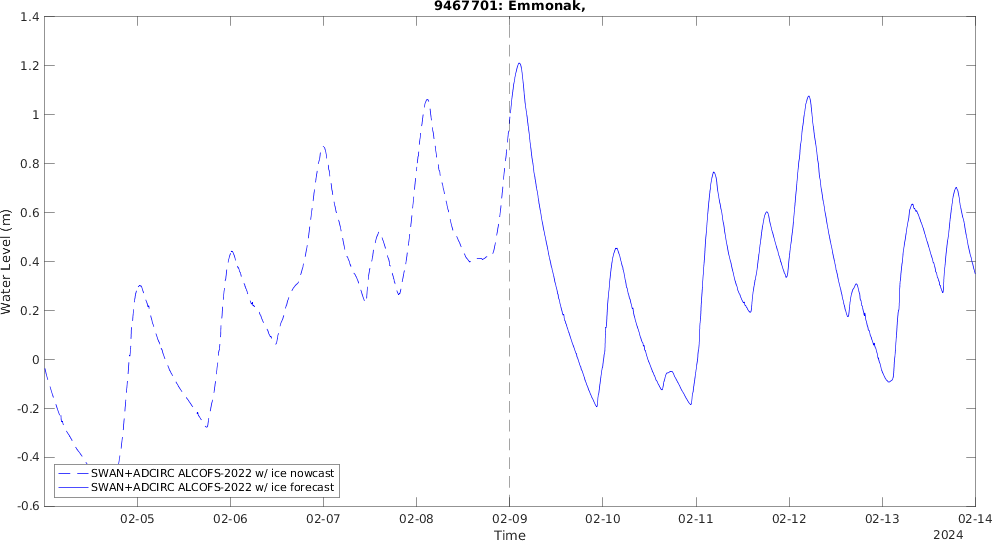 9467701: Emmonak,
1.4
1.2
1
0.8
0.6
0.4
0.2
0
-0.2
-0.4
-0.6
Water Level (m)
SWAN+ADCIRC ALCOFS-2022 w/ ice nowcast
SWAN+ADCIRC ALCOFS-2022 w/ ice forecast
02-05 02-06 02-07 02-08 02-09 02-10 02-11 02-12 02-13 02-14
Time
2024